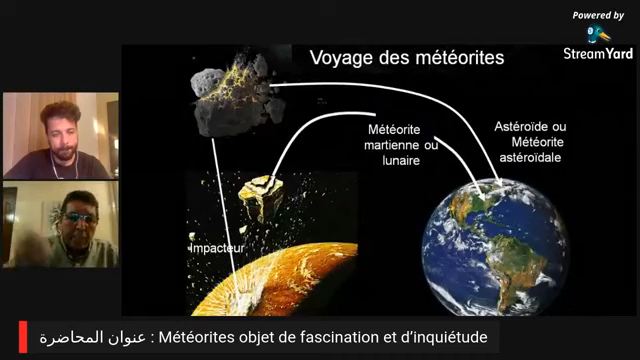 Powered by
StreamYard
Voyage des météorites
Météorite
martienne ou
lunaire
Astéroïde ou
Météorite
astéroïdale
Impacteur
عنوان المحاضرة : Météorites objet de fascination et d’inquiétude